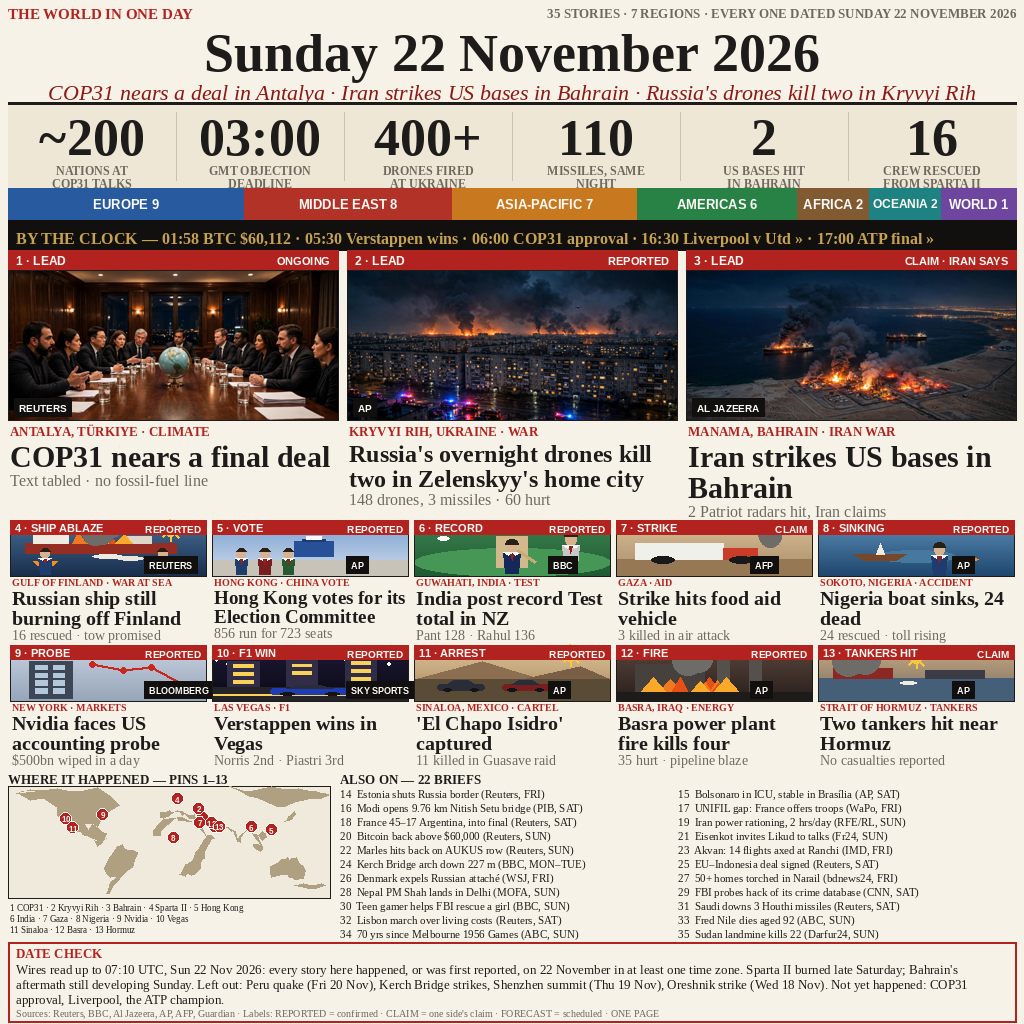 THE WORLD IN ONE DAY
35 STORIES · 7 REGIONS · EVERY ONE DATED SUNDAY 22 NOVEMBER 2026
Sunday 22 November 2026
COP31 nears a deal in Antalya · Iran strikes US bases in Bahrain · Russia's drones kill two in Kryvyi Rih
~200
NATIONS AT
COP31 TALKS
03:00
GMT OBJECTION
DEADLINE
400+
DRONES FIRED
AT UKRAINE
110
MISSILES, SAME
NIGHT
2
US BASES HIT
IN BAHRAIN
16
CREW RESCUED
FROM SPARTA II
EUROPE 9
MIDDLE EAST 8
ASIA-PACIFIC 7
AMERICAS 6
AFRICA 2
OCEANIA 2
WORLD 1
BY THE CLOCK — 01:58 BTC $60,112 · 05:30 Verstappen wins · 06:00 COP31 approval · 16:30 Liverpool v Utd » · 17:00 ATP final »
1 · LEAD
ONGOING
REUTERS
ANTALYA, TÜRKIYE · CLIMATE
COP31 nears a final deal
Text tabled · no fossil-fuel line
2 · LEAD
REPORTED
AP
KRYVYI RIH, UKRAINE · WAR
Russia's overnight drones kill
two in Zelenskyy's home city
148 drones, 3 missiles · 60 hurt
3 · LEAD
CLAIM · IRAN SAYS
AL JAZEERA
MANAMA, BAHRAIN · IRAN WAR
Iran strikes US bases in
Bahrain
2 Patriot radars hit, Iran claims
4 · SHIP ABLAZE
REPORTED
REUTERS
GULF OF FINLAND · WAR AT SEA
Russian ship still
burning off Finland
16 rescued · tow promised
5 · VOTE
REPORTED
AP
HONG KONG · CHINA VOTE
Hong Kong votes for its
Election Committee
856 run for 723 seats
6 · RECORD
REPORTED
BBC
GUWAHATI, INDIA · TEST
India post record Test
total in NZ
Pant 128 · Rahul 136
7 · STRIKE
CLAIM
AFP
GAZA · AID
Strike hits food aid
vehicle
3 killed in air attack
8 · SINKING
REPORTED
AP
SOKOTO, NIGERIA · ACCIDENT
Nigeria boat sinks, 24
dead
24 rescued · toll rising
9 · PROBE
REPORTED
BLOOMBERG
NEW YORK · MARKETS
Nvidia faces US
accounting probe
$500bn wiped in a day
10 · F1 WIN
REPORTED
SKY SPORTS
LAS VEGAS · F1
Verstappen wins in
Vegas
Norris 2nd · Piastri 3rd
11 · ARREST
REPORTED
AP
SINALOA, MEXICO · CARTEL
'El Chapo Isidro'
captured
11 killed in Guasave raid
12 · FIRE
REPORTED
AP
BASRA, IRAQ · ENERGY
Basra power plant
fire kills four
35 hurt · pipeline blaze
13 · TANKERS HIT
CLAIM
AP
STRAIT OF HORMUZ · TANKERS
Two tankers hit near
Hormuz
No casualties reported
WHERE IT HAPPENED — PINS 1–13
4
2
9
10
11
7
13
6
5
8
1 COP31 · 2 Kryvyi Rih · 3 Bahrain · 4 Sparta II · 5 Hong Kong
6 India · 7 Gaza · 8 Nigeria · 9 Nvidia · 10 Vegas
11 Sinaloa · 12 Basra · 13 Hormuz
ALSO ON — 22 BRIEFS
14 Estonia shuts Russia border (Reuters, FRI)
15 Bolsonaro in ICU, stable in Brasília (AP, SAT)
16 Modi opens 9.76 km Nitish Setu bridge (PIB, SAT)
17 UNIFIL gap: France offers troops (WaPo, FRI)
18 France 45–17 Argentina, into final (Reuters, SAT)
19 Iran power rationing, 2 hrs/day (RFE/RL, SUN)
20 Bitcoin back above $60,000 (Reuters, SUN)
21 Eisenkot invites Likud to talks (Fr24, SUN)
22 Marles hits back on AUKUS row (Reuters, SUN)
23 Akvan: 14 flights axed at Ranchi (IMD, FRI)
24 Kerch Bridge arch down 227 m (BBC, MON–TUE)
25 EU–Indonesia deal signed (Reuters, SAT)
26 Denmark expels Russian attaché (WSJ, FRI)
27 50+ homes torched in Narail (bdnews24, FRI)
28 Nepal PM Shah lands in Delhi (MOFA, SUN)
29 FBI probes hack of its crime database (CNN, SAT)
30 Teen gamer helps FBI rescue a girl (BBC, SUN)
31 Saudi downs 3 Houthi missiles (Reuters, SAT)
32 Lisbon march over living costs (Reuters, SAT)
33 Fred Nile dies aged 92 (ABC, SUN)
34 70 yrs since Melbourne 1956 Games (ABC, SUN)
35 Sudan landmine kills 22 (Darfur24, SUN)
DATE CHECK
Wires read up to 07:10 UTC, Sun 22 Nov 2026: every story here happened, or was first reported, on 22 November in at least one time zone. Sparta II burned late Saturday; Bahrain's
aftermath still developing Sunday. Left out: Peru quake (Fri 20 Nov), Kerch Bridge strikes, Shenzhen summit (Thu 19 Nov), Oreshnik strike (Wed 18 Nov). Not yet happened: COP31
approval, Liverpool, the ATP champion.
Sources: Reuters, BBC, Al Jazeera, AP, AFP, Guardian · Labels: REPORTED = confirmed · CLAIM = one side's claim · FORECAST = scheduled · ONE PAGE